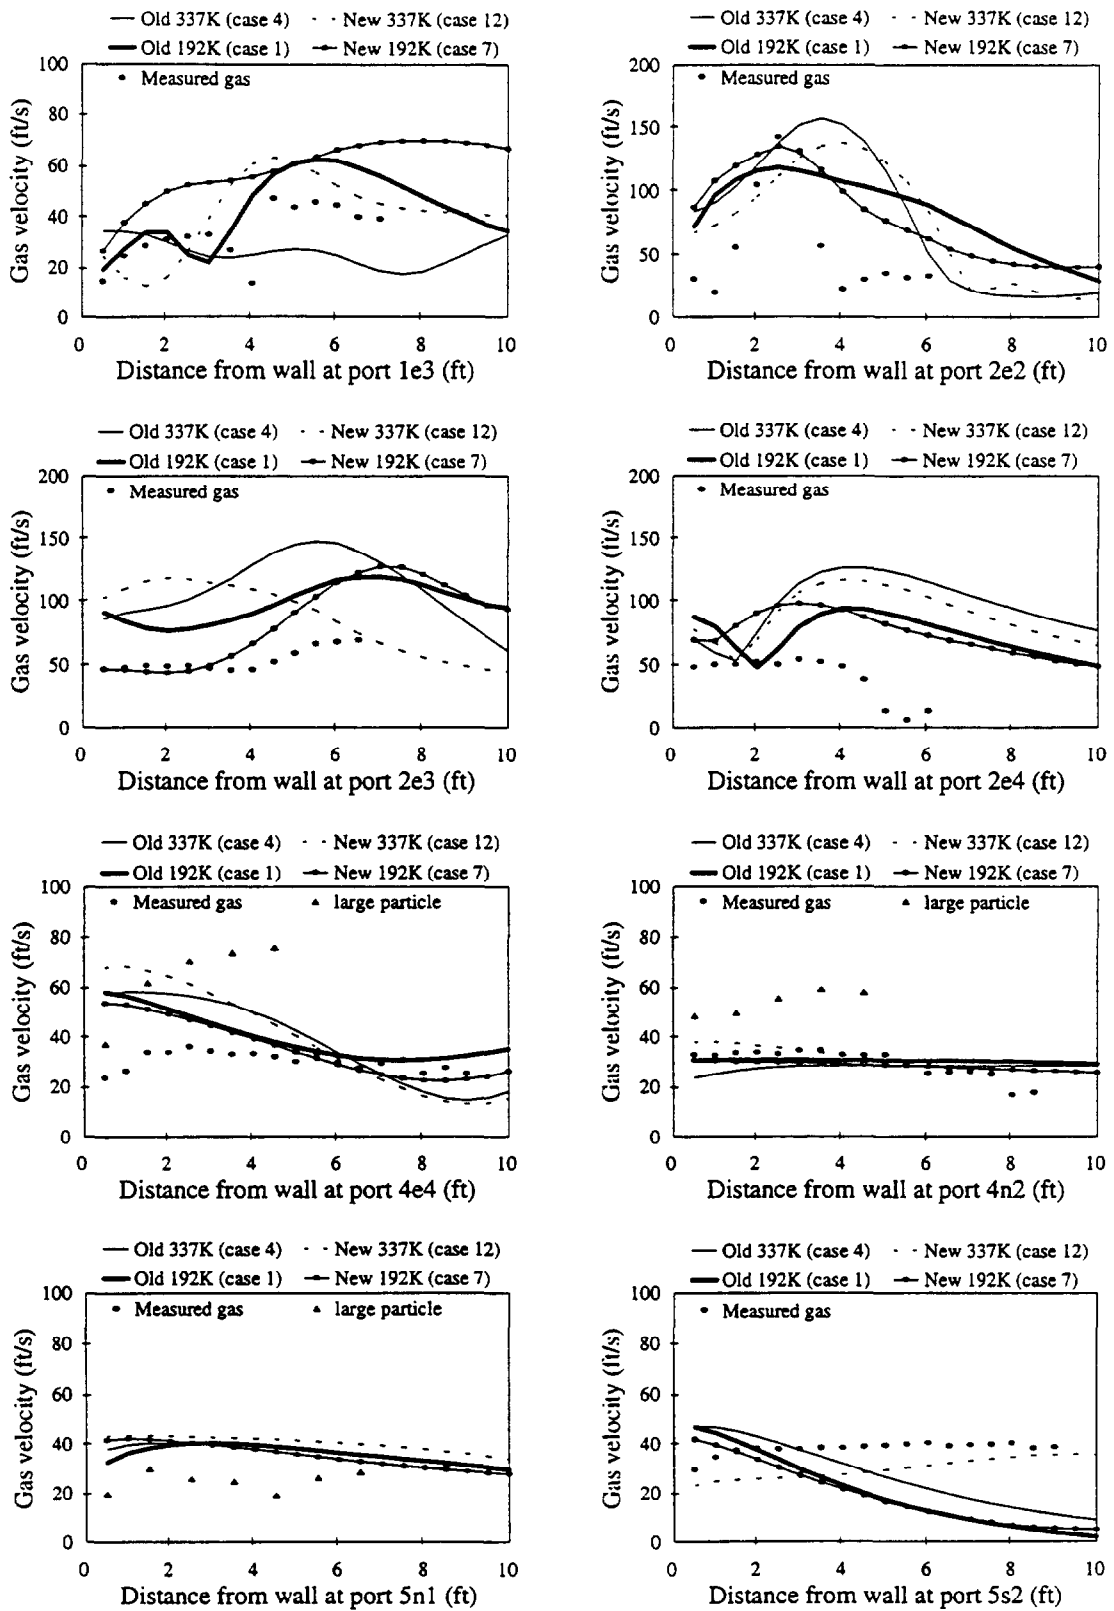 Old 337K (case 4) New 337K (case 12)
Old 192K (case 1) New 192K (case 7)
Measured gas
100
80
60
40
20
0
Gas velocity (ft/s)
0 2 4 6 8 10
Distance from wall at port 1e3 (ft)
Old 337K (case 4) New 337K (case 12)
Old 192K (case 1) New 192K (case 7)
Measured gas
200
150
100
50
0
Gas velocity (ft/s)
0 2 4 6 8 10
Distance from wall at port 2e2 (ft)
Old 337K (case 4) New 337K (case 12)
Old 192K (case 1) New 192K (case 7)
Measured gas
200
150
100
50
0
Gas velocity (ft/s)
0 2 4 6 8 10
Distance from wall at port 2e3 (ft)
Old 337K (case 4) New 337K (case 12)
Old 192K (case 1) New 192K (case 7)
Measured gas
200
150
100
50
0
Gas velocity (ft/s)
0 2 4 6 8 10
Distance from wall at port 2e4 (ft)
Old 337K (case 4) New 337K (case 12)
Old 192K (case 1) New 192K (case 7)
Measured gas large particle
100
80
60
40
20
0
Gas velocity (ft/s)
0 2 4 6 8 10
Distance from wall at port 4e4 (ft)
Old 337K (case 4) New 337K (case 12)
Old 192K (case 1) New 192K (case 7)
Measured gas large particle
100
80
60
40
20
0
Gas velocity (ft/s)
0 2 4 6 8 10
Distance from wall at port 4n2 (ft)
Old 337K (case 4) New 337K (case 12)
Old 192K (case 1) New 192K (case 7)
Measured gas large particle
100
80
60
40
20
0
Gas velocity (ft/s)
0 2 4 6 8 10
Distance from wall at port 5n1 (ft)
Old 337K (case 4) New 337K (case 12)
Old 192K (case 1) New 192K (case 7)
Measured gas
100
80
60
40
20
0
Gas velocity (ft/s)
0 2 4 6 8 10
Distance from wall at port 5s2 (ft)